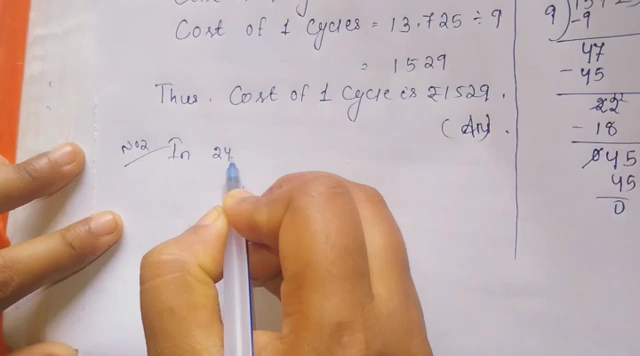 Cost of 1 Cycles = 13,725 ÷ 9
= 1529
Thus. Cost of 1 Cycle is ₹1529.
(An).
No2 In 24
9
-9
47
-45
22
-18
045
45
0